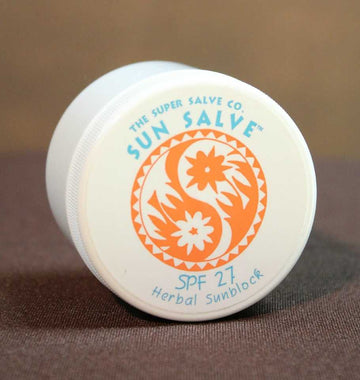 THE SUPER SALVE CO.
SUN SALVE™
SPF 27
Herbal Sunblock